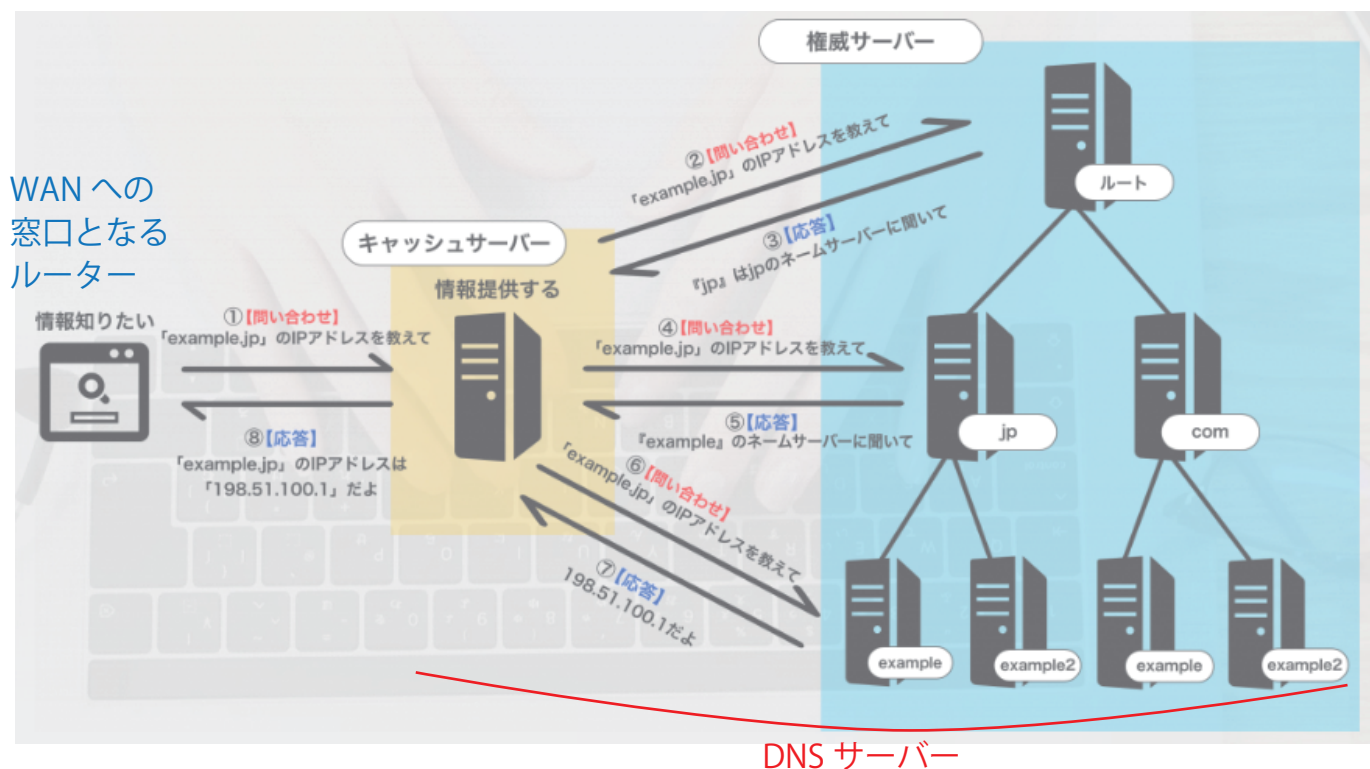 権威サーバー
②【問い合わせ】
「example.jp」のIPアドレスを教えて
ルート
WAN への
窓口となる
ルーター
③【応答】
『jp』はjpのネームサーバーに聞いて
キャッシュサーバー
情報提供する
情報知りたい
①【問い合わせ】
「example.jp」のIPアドレスを教えて
④【問い合わせ】
「example.jp」のIPアドレスを教えて
⑤【応答】
『example』のネームサーバーに聞いて
jp
com
⑧【応答】
「example.jp」のIPアドレスは
「198.51.100.1」だよ
⑥【問い合わせ】
「example.jp」のIPアドレスを教えて
⑦【応答】
198.51.100.1だよ
example
example2
example
example2
DNS サーバー